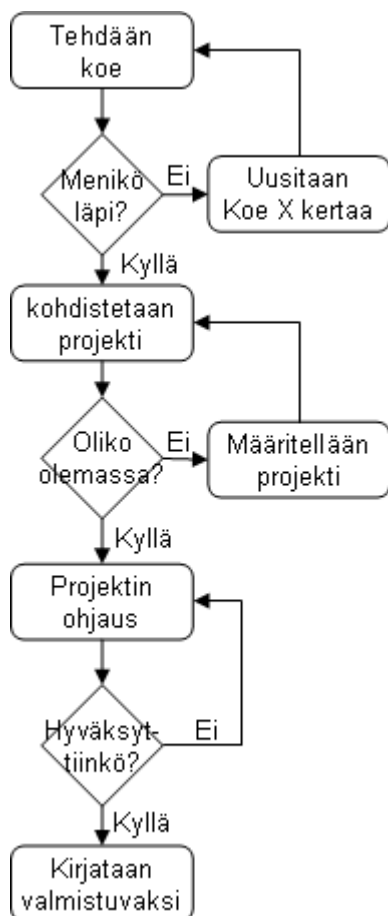 Tehdään
koe
Menikö
läpi?
Ei
Uusitaan
Koe X kertaa
Kyllä
kohdistetaan
projekti
Oliko
olemassa?
Ei
Määritellään
projekti
Kyllä
Projektin
ohjaus
Hyväksyt-
tiinkö?
Ei
Kyllä
Kirjataan
valmistuvaksi